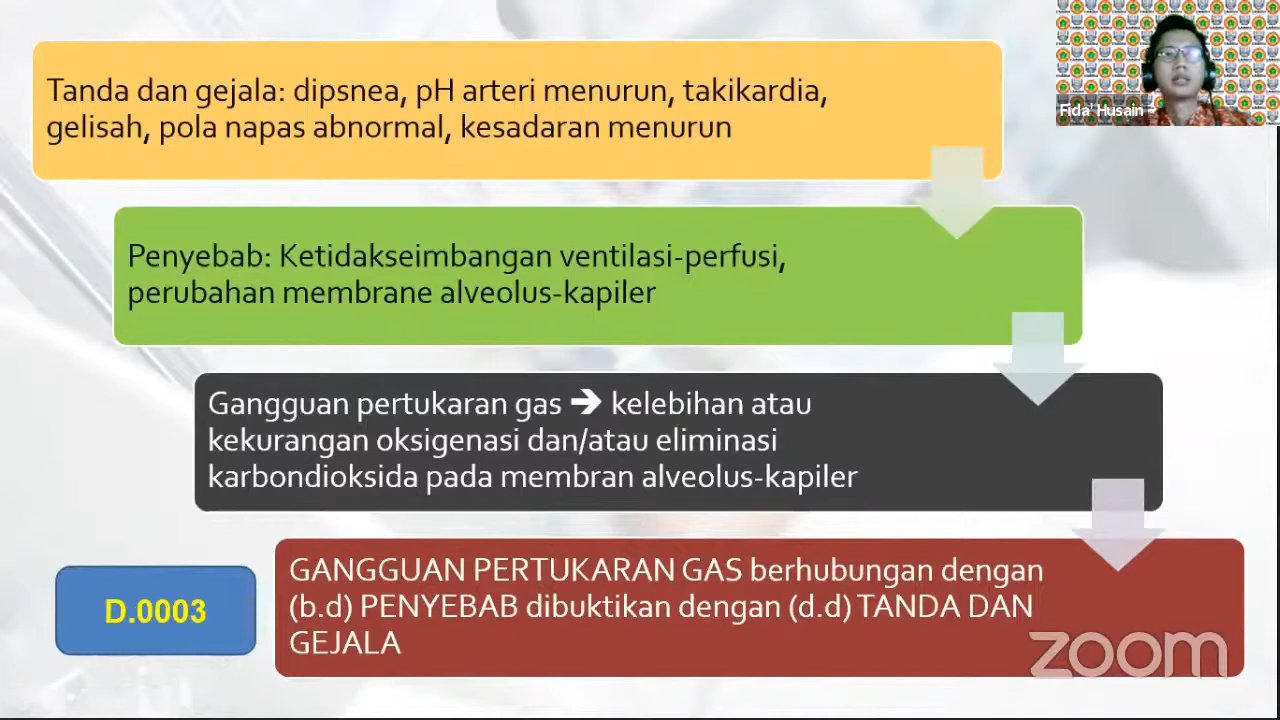 Tanda dan gejala: dipsnea, pH arteri menurun, takikardia,
gelisah, pola napas abnormal, kesadaran menurun
Fida' Husain
Penyebab: Ketidakseimbangan ventilasi-perfusi,
perubahan membrane alveolus-kapiler
Gangguan pertukaran gas ➔ kelebihan atau
kekurangan oksigenasi dan/atau eliminasi
karbondioksida pada membran alveolus-kapiler
D.0003
GANGGUAN PERTUKARAN GAS berhubungan dengan
(b.d) PENYEBAB dibuktikan dengan (d.d) TANDA DAN
GEJALA
zoom